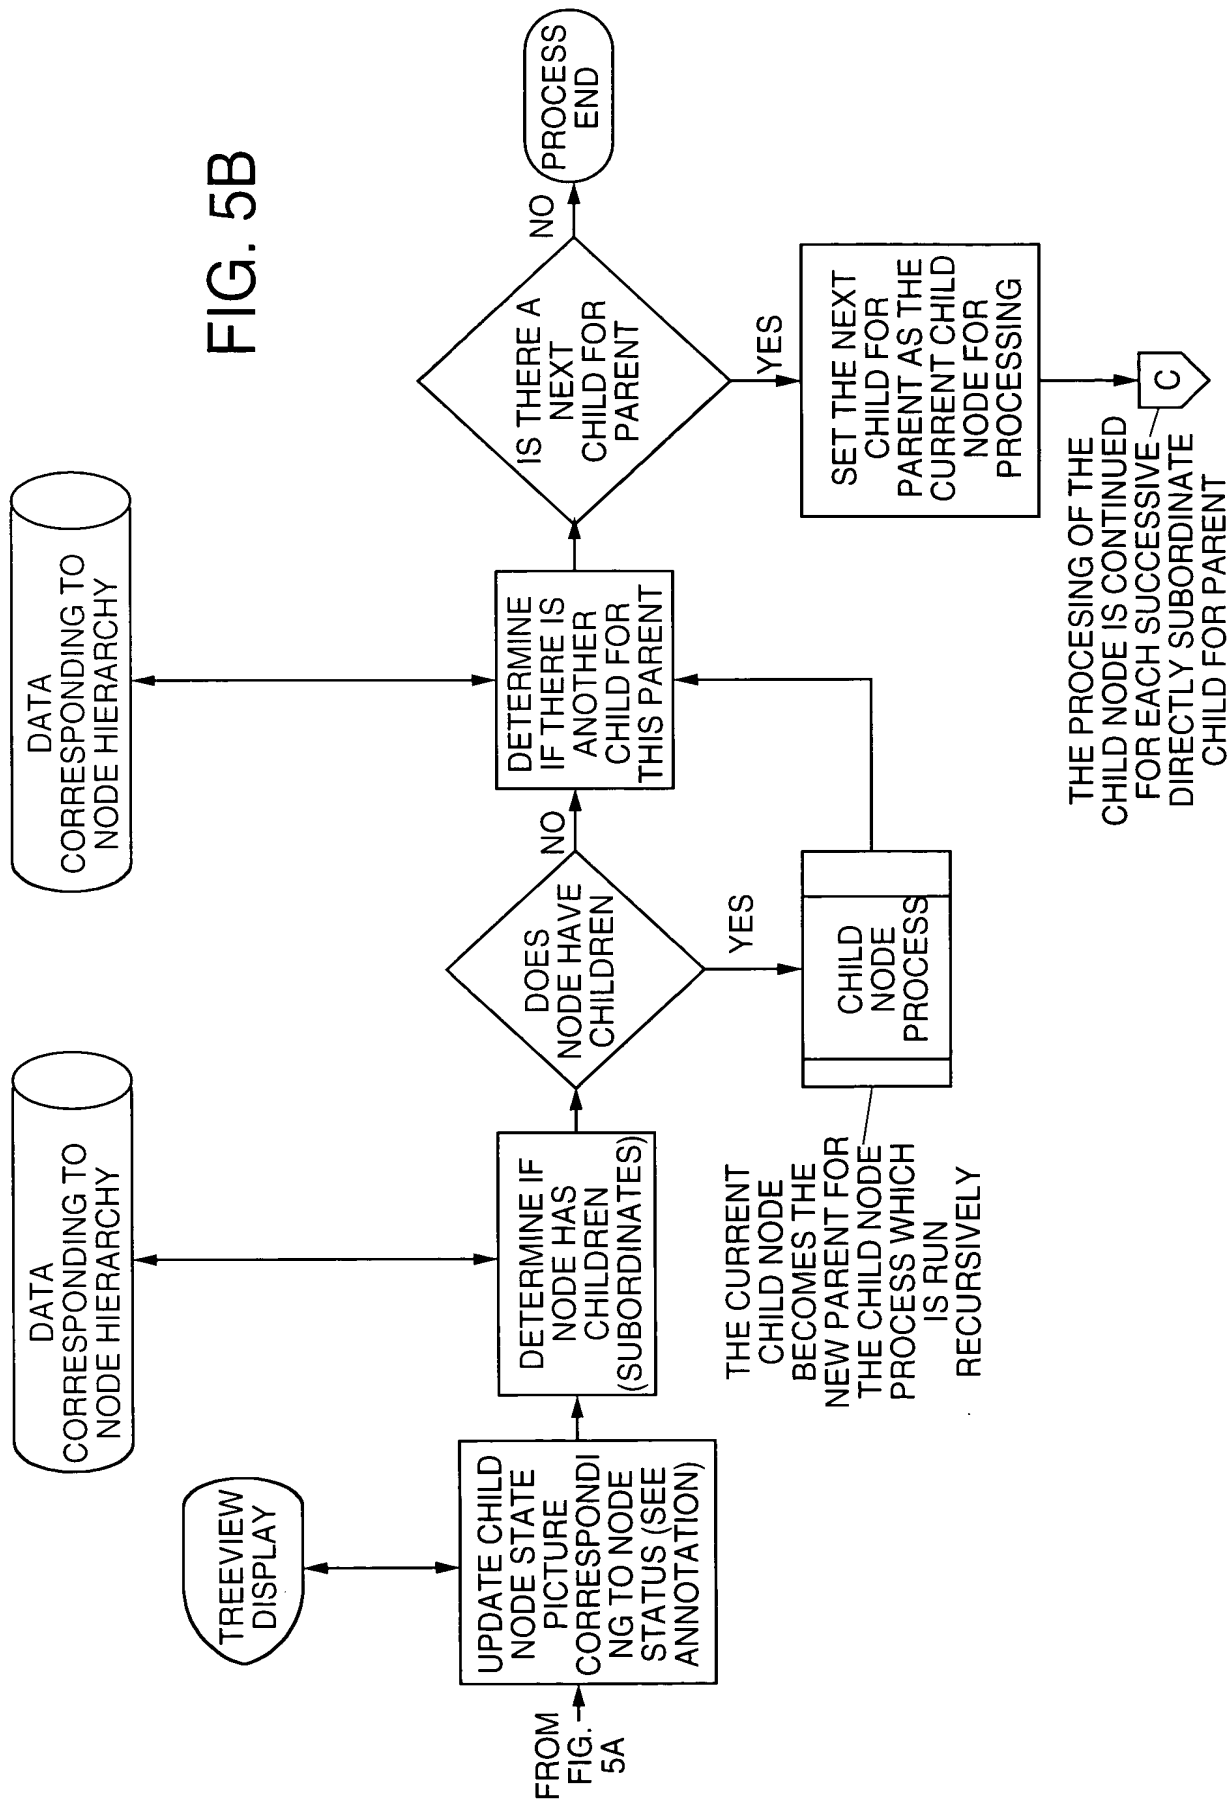 FIG. 5B
FROM
FIG.
5A
TREEVIEW
DISPLAY
UPDATE CHILD
NODE STATE
PICTURE
CORRESPONDI
NG TO NODE
STATUS (SEE
ANNOTATION)
DATA
CORRESPONDING TO
NODE HIERARCHY
DETERMINE IF
NODE HAS
CHILDREN
(SUBORDINATES)
DOES
NODE HAVE
CHILDREN
NO
YES
CHILD
NODE
PROCESS
THE CURRENT
CHILD NODE
BECOMES THE
NEW PARENT FOR
THE CHILD NODE
PROCESS WHICH
IS RUN
RECURSIVELY
DATA
CORRESPONDING TO
NODE HIERARCHY
DETERMINE
IF THERE IS
ANOTHER
CHILD FOR
THIS PARENT
IS THERE A
NEXT
CHILD FOR
PARENT
NO
PROCESS
END
YES
SET THE NEXT
CHILD FOR
PARENT AS THE
CURRENT CHILD
NODE FOR
PROCESSING
C
THE PROCESING OF THE
CHILD NODE IS CONTINUED
FOR EACH SUCCESSIVE
DIRECTLY SUBORDINATE
CHILD FOR PARENT